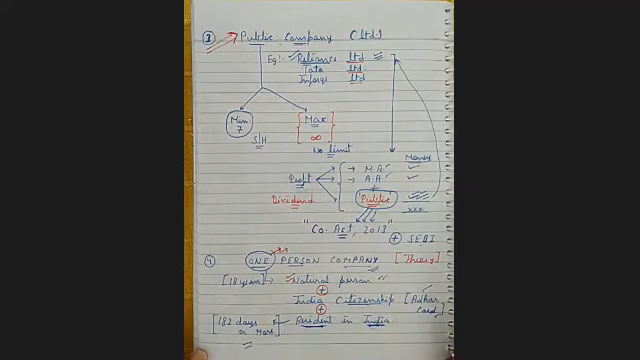 3 Public Company (ltd)
Eg:- Reliance ltd
Tata ltd.
Infosys ltd
Min 7 S/H
Max ∞
No limit
Money
Profit → M.A ✓
→ A.A ✓
+
Dividend "Public"
xxx
"Co. Act, 2013"
+ SEBI
4 ONE PERSON COMPANY [Theory]
[18 years] Natural person
+
India Citizenship [Adhar Card]
+
[182 days or More] Resident in India